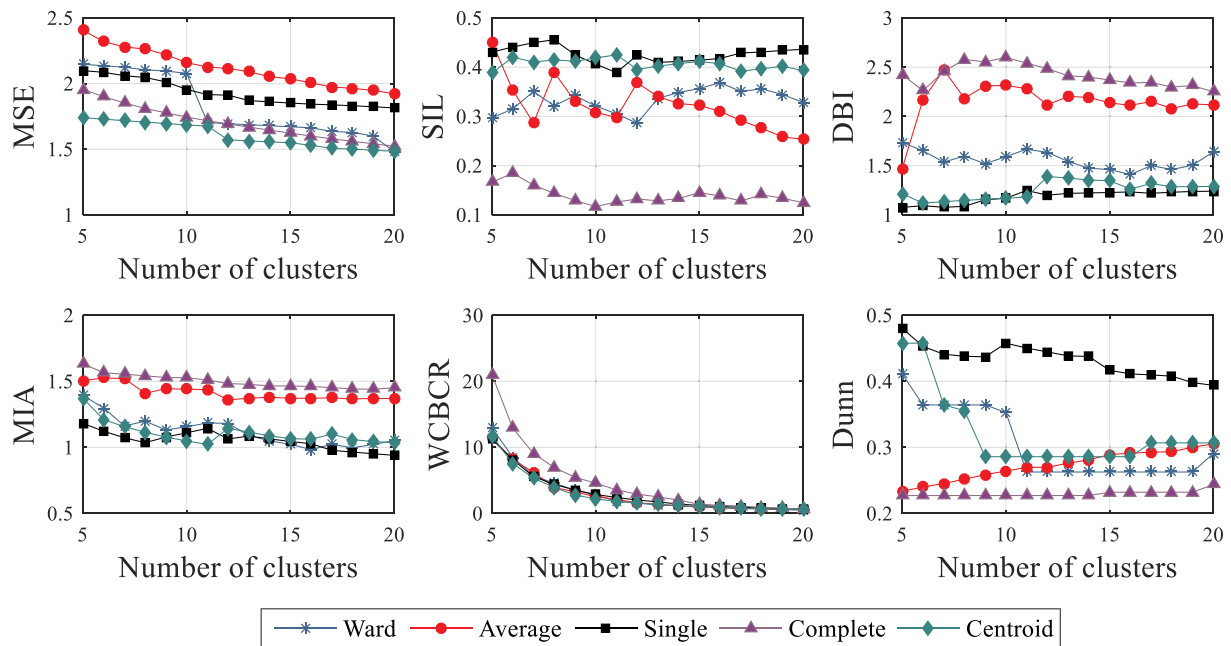 MSE
2.5
2
1.5
1
5 10 15 20
Number of clusters
SIL
0.5
0.4
0.3
0.2
0.1
5 10 15 20
Number of clusters
DBI
3
2.5
2
1.5
1
5 10 15 20
Number of clusters
MIA
2
1.5
1
0.5
5 10 15 20
Number of clusters
WCBCR
30
20
10
0
5 10 15 20
Number of clusters
Dunn
0.5
0.4
0.3
0.2
5 10 15 20
Number of clusters
Ward Average Single Complete Centroid